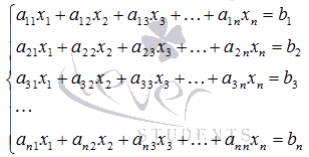 a₁₁x₁ + a₁₂x₂ + a₁₃x₃ + ... + a₁ₙxₙ = b₁
a₂₁x₁ + a₂₂x₂ + a₂₃x₃ + ... + a₂ₙxₙ = b₂
a₃₁x₁ + a₃₂x₂ + a₃₃x₃ + ... + a₃ₙxₙ = b₃
...
STUDENTS
aₙ₁x₁ + aₙ₂x₂ + aₙ₃x₃ + ... + aₙₙxₙ = bₙ